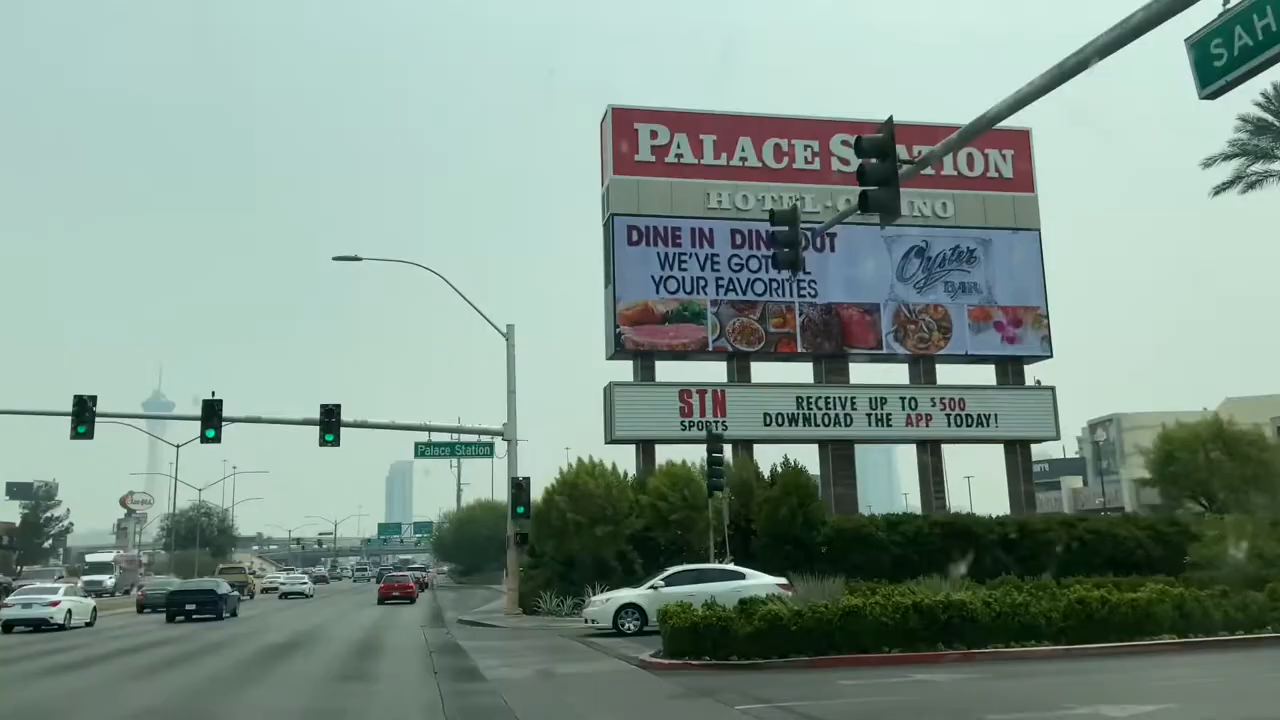 SAH
PALACE STATION
HOTEL-CASINO
DINE IN DINE OUT
WE'VE GOT ALL
YOUR FAVORITES
Oyster
BAR
STN
SPORTS
RECEIVE UP TO $500
DOWNLOAD THE APP TODAY!
Palace Station